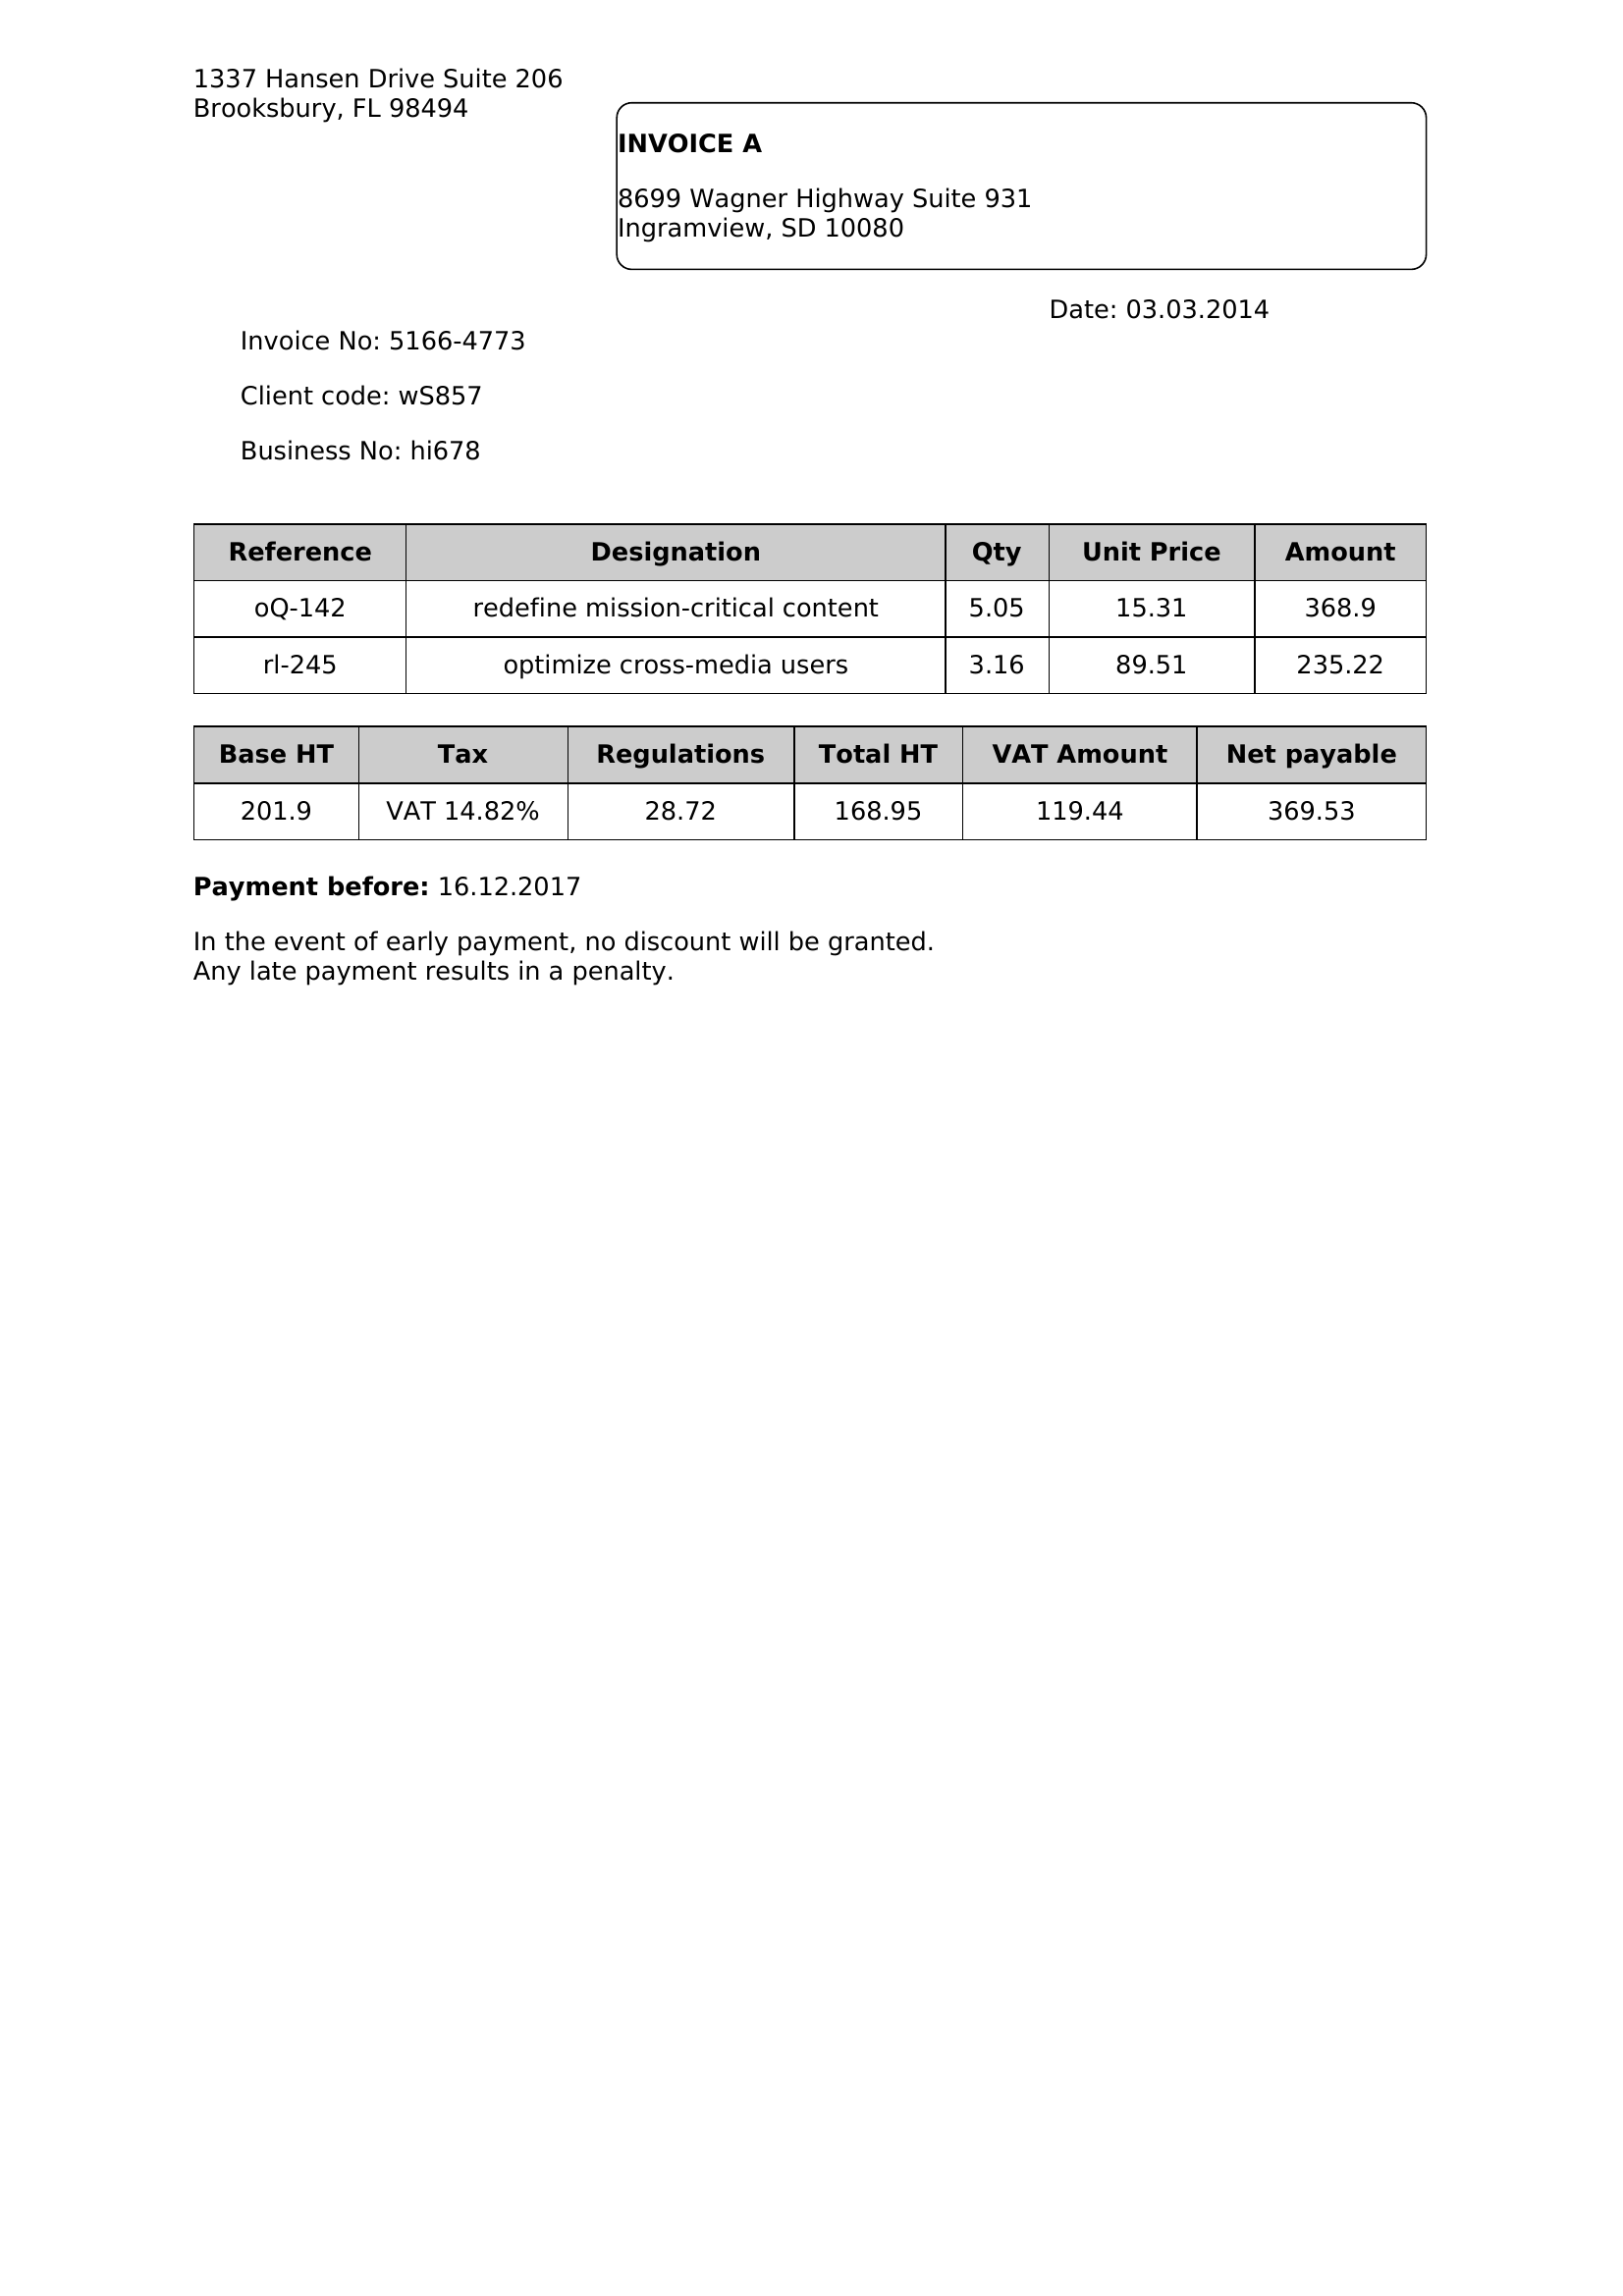 1337 Hansen Drive Suite 206
Brooksbury, FL 98494
INVOICE A
8699 Wagner Highway Suite 931
Ingramview, SD 10080
Date: 03.03.2014
Invoice No: 5166-4773
Client code: wS857
Business No: hi678
Reference Designation Qty Unit Price Amount
oQ-142 redefine mission-critical content 5.05 15.31 368.9
rl-245 optimize cross-media users 3.16 89.51 235.22
Base HT Tax Regulations Total HT VAT Amount Net payable
201.9 VAT 14.82% 28.72 168.95 119.44 369.53
Payment before: 16.12.2017
In the event of early payment, no discount will be granted.
Any late payment results in a penalty.